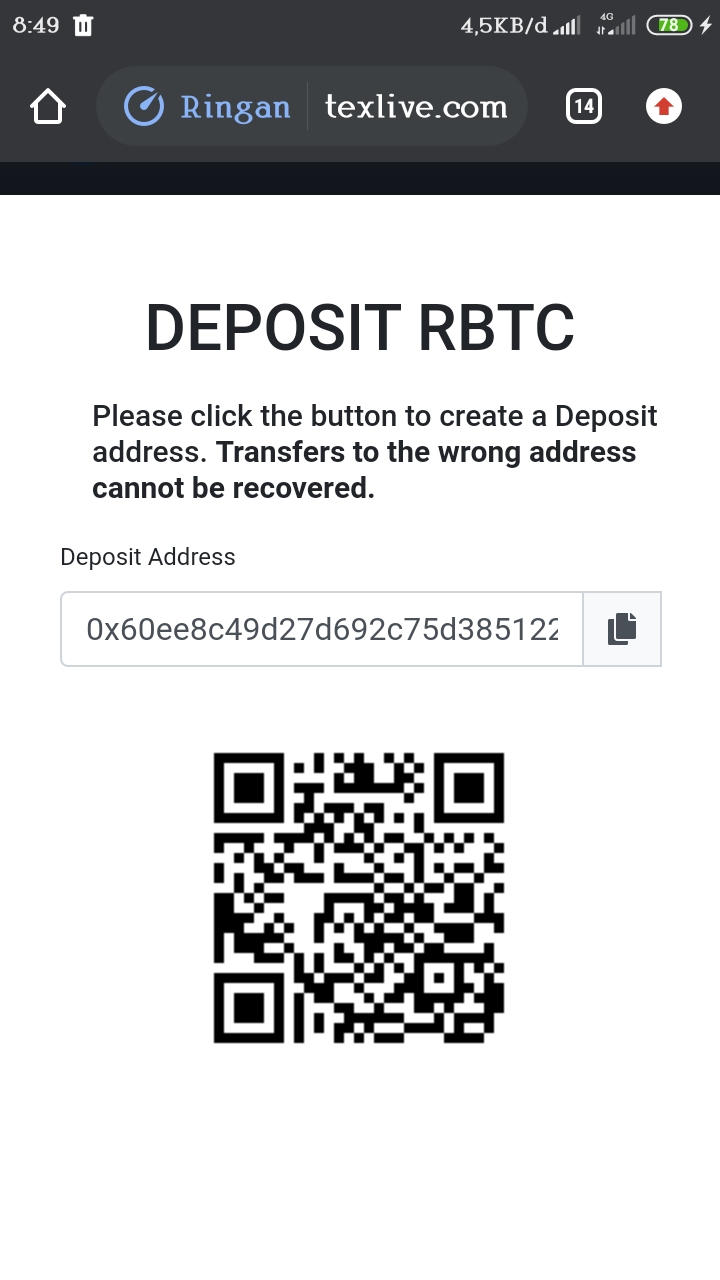 8:49 4,5KB/d 4G 78
Ringan texlive.com 14
DEPOSIT RBTC
Please click the button to create a Deposit
address. Transfers to the wrong address
cannot be recovered.
Deposit Address
0x60ee8c49d27d692c75d385122